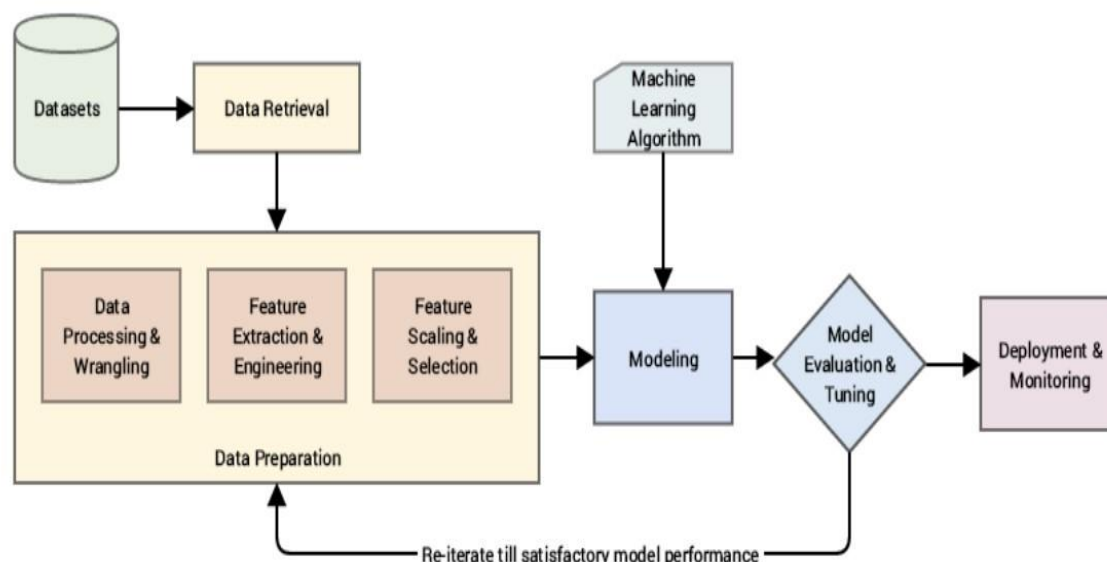 Datasets
Data Retrieval
Machine
Learning
Algorithm
Data
Processing &
Wrangling
Feature
Extraction &
Engineering
Feature
Scaling &
Selection
Data Preparation
Modeling
Model
Evaluation &
Tuning
Deployment &
Monitoring
Re-iterate till satisfactory model performance